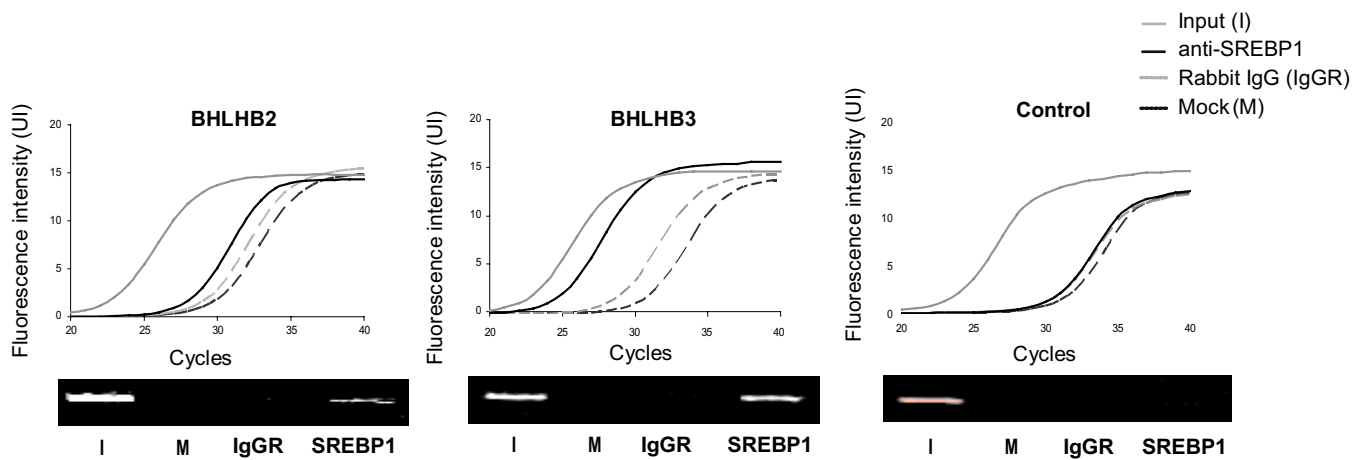 Input (I)
anti-SREBP1
Rabbit IgG (IgGR)
Mock (M)
BHLHB2
Fluorescence intensity (UI)
20
15
10
5
0
20 25 30 35 40
Cycles
I M IgGR SREBP1
BHLHB3
Fluorescence intensity (UI)
20
15
10
5
0
20 25 30 35 40
Cycles
I M IgGR SREBP1
Control
Fluorescence intensity (UI)
20
15
10
5
0
20 25 30 35 40
Cycles
I M IgGR SREBP1